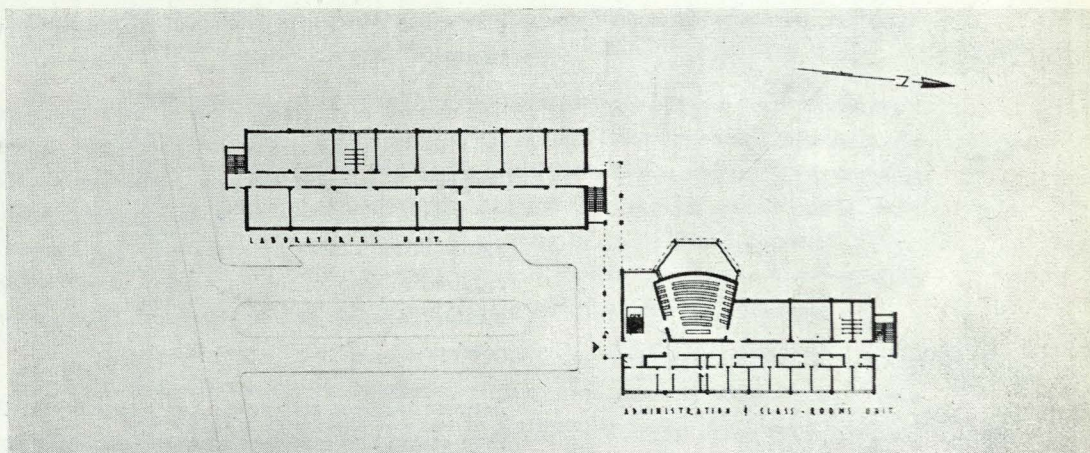 N
LABORATORIES UNIT.
ADMINISTRATION & CLASS-ROOMS UNIT